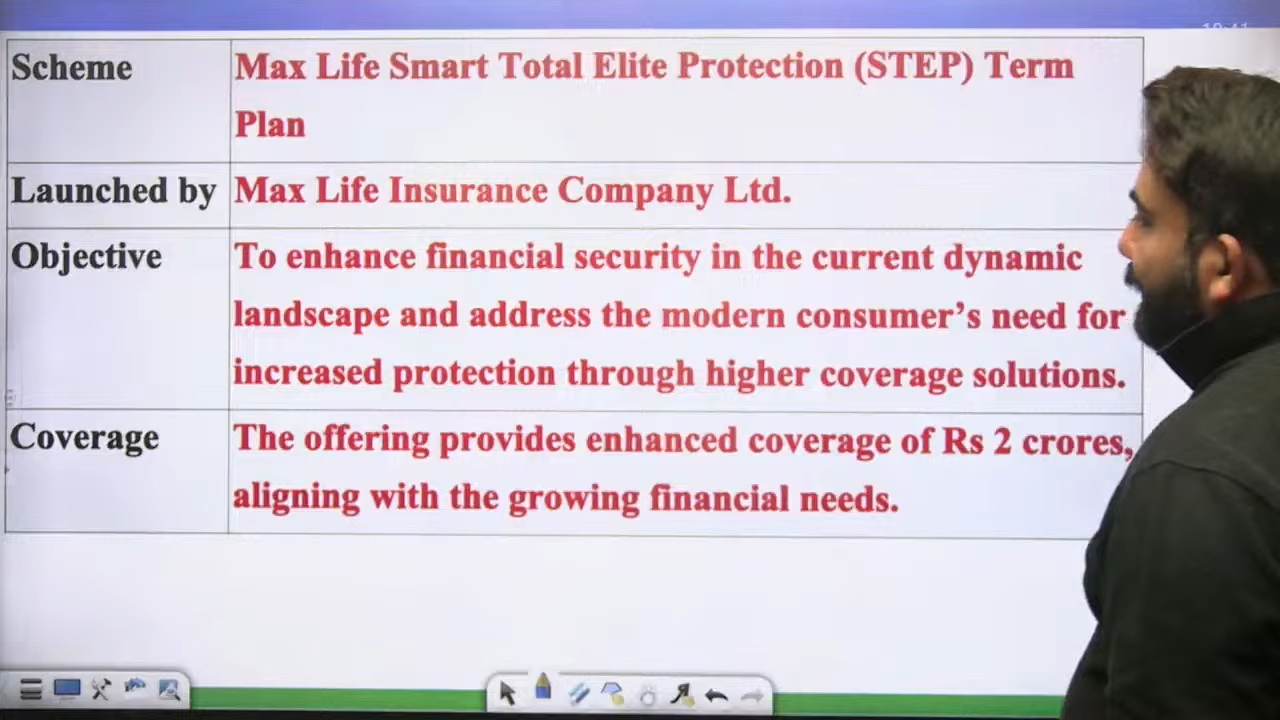 Scheme
Max Life Smart Total Elite Protection (STEP) Term
Plan
Launched by
Max Life Insurance Company Ltd.
Objective
To enhance financial security in the current dynamic
landscape and address the modern consumer's need for
increased protection through higher coverage solutions.
Coverage
The offering provides enhanced coverage of Rs 2 crores,
aligning with the growing financial needs.